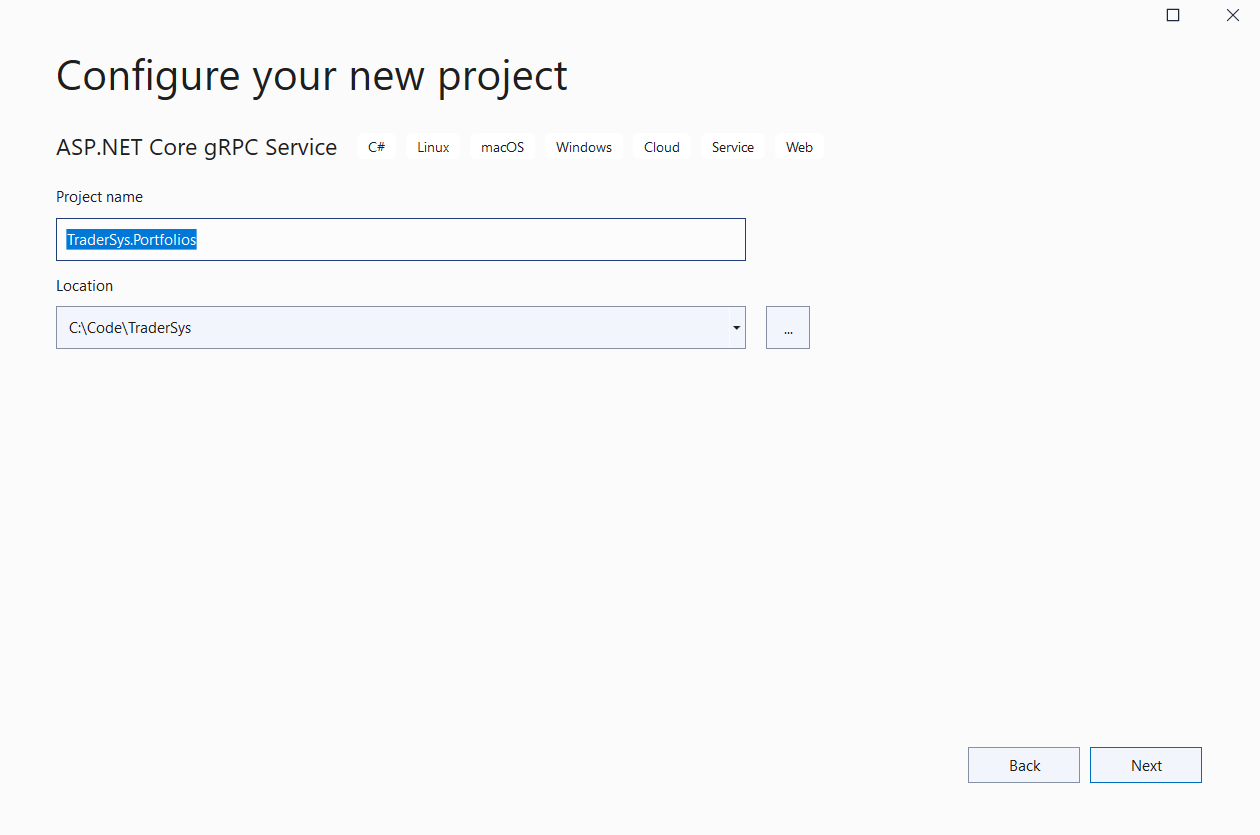 Configure your new project
ASP.NET Core gRPC Service C# Linux macOS Windows Cloud Service Web
Project name
TraderSys.Portfolios
Location
C:\Code\TraderSys ...
Back Next